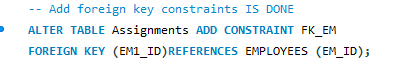 -- Add foreign key constraints IS DONE
ALTER TABLE Assignments ADD CONSTRAINT FK_EM
FOREIGN KEY (EM1_ID)REFERENCES EMPLOYEES (EM_ID);